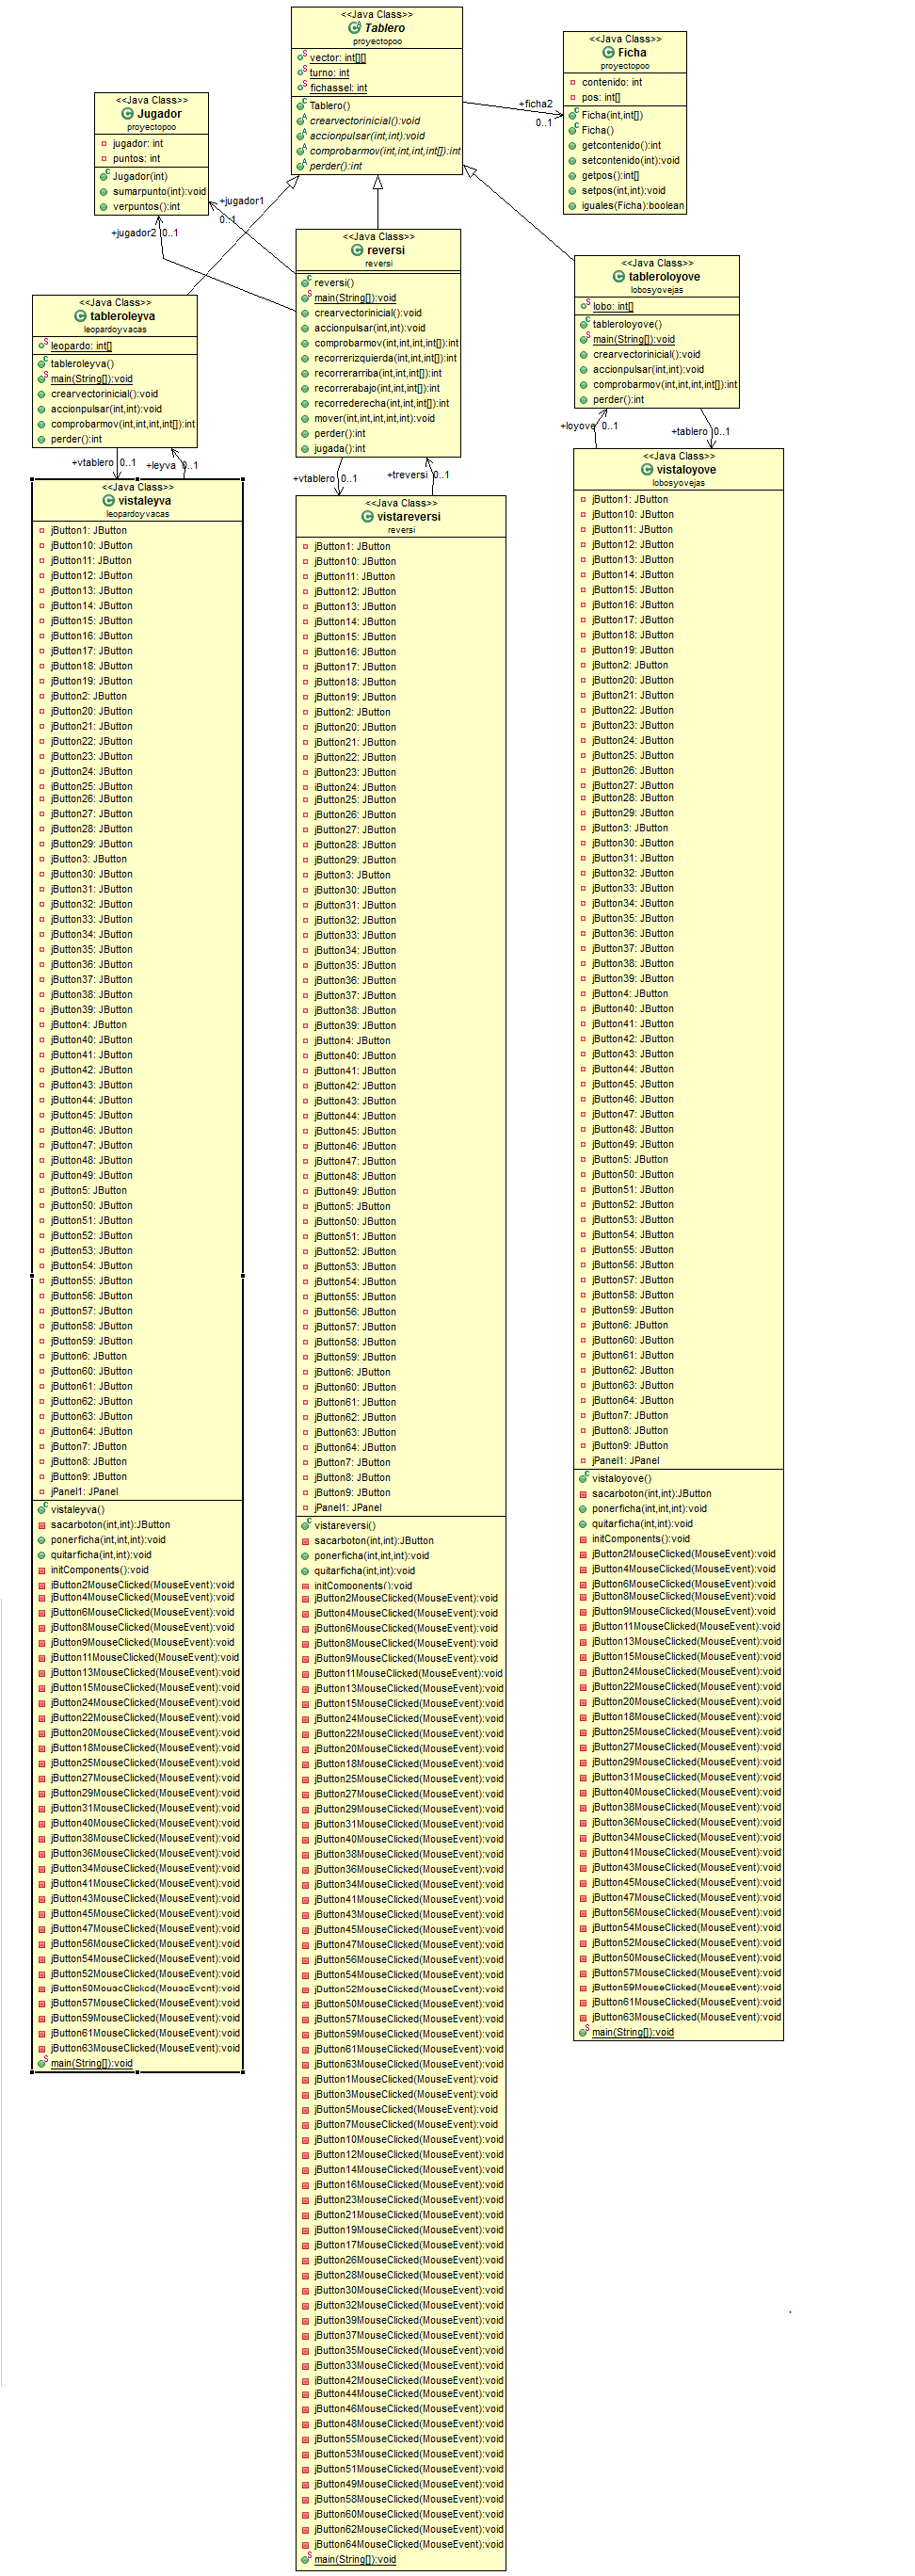 <<Java Class>>
Tablero
proyectopoo
vector: int[][]
turno: int
fichassel: int
Tablero()
crearvectorinicial():void
accionpulsar(int,int):void
comprobarmov(int,int,int,int[]):int
perder():int
+ficha2
0..1
<<Java Class>>
Ficha
proyectopoo
contenido: int
pos: int[]
Ficha(int,int[])
Ficha()
getcontenido():int
setcontenido(int):void
getpos():int[]
setpos(int,int):void
iguales(Ficha):boolean
<<Java Class>>
Jugador
proyectopoo
jugador: int
puntos: int
Jugador(int)
sumarpunto(int):void
verpuntos():int
+jugador1
0..1
+jugador2 0..1
<<Java Class>>
reversi
reversi
reversi()
main(String[]):void
crearvectorinicial():void
accionpulsar(int,int):void
comprobarmov(int,int,int,int[]):int
recorrerizquierda(int,int,int[]):int
recorrerarriba(int,int,int[]):int
recorrerabajo(int,int,int[]):int
recorrederecha(int,int,int[]):int
mover(int,int,int,int,int):void
perder():int
jugada():int
<<Java Class>>
tableroloyove
lobosyovejas
lobo: int[]
tableroloyove()
main(String[]):void
crearvectorinicial():void
accionpulsar(int,int):void
comprobarmov(int,int,int,int[]):int
perder():int
<<Java Class>>
tableroleyva
leopardoyvacas
leopardo: int[]
tableroleyva()
main(String[]):void
crearvectorinicial():void
accionpulsar(int,int):void
comprobarmov(int,int,int,int[]):int
perder():int
+vtablero 0..1
+leyva 0..1
+vtablero 0..1
+treversi 0..1
+loyove 0..1
+tablero 0..1
<<Java Class>>
vistaleyva
leopardoyvacas
jButton1: JButton
jButton10: JButton
jButton11: JButton
jButton12: JButton
jButton13: JButton
jButton14: JButton
jButton15: JButton
jButton16: JButton
jButton17: JButton
jButton18: JButton
jButton19: JButton
jButton2: JButton
jButton20: JButton
jButton21: JButton
jButton22: JButton
jButton23: JButton
jButton24: JButton
jButton25: JButton
jButton26: JButton
jButton27: JButton
jButton28: JButton
jButton29: JButton
jButton3: JButton
jButton30: JButton
jButton31: JButton
jButton32: JButton
jButton33: JButton
jButton34: JButton
jButton35: JButton
jButton36: JButton
jButton37: JButton
jButton38: JButton
jButton39: JButton
jButton4: JButton
jButton40: JButton
jButton41: JButton
jButton42: JButton
jButton43: JButton
jButton44: JButton
jButton45: JButton
jButton46: JButton
jButton47: JButton
jButton48: JButton
jButton49: JButton
jButton5: JButton
jButton50: JButton
jButton51: JButton
jButton52: JButton
jButton53: JButton
jButton54: JButton
jButton55: JButton
jButton56: JButton
jButton57: JButton
jButton58: JButton
jButton59: JButton
jButton6: JButton
jButton60: JButton
jButton61: JButton
jButton62: JButton
jButton63: JButton
jButton64: JButton
jButton7: JButton
jButton8: JButton
jButton9: JButton
jPanel1: JPanel
vistaleyva()
sacarboton(int,int):JButton
ponerficha(int,int,int):void
quitarficha(int,int):void
initComponents():void
jButton2MouseClicked(MouseEvent):void
jButton4MouseClicked(MouseEvent):void
jButton6MouseClicked(MouseEvent):void
jButton8MouseClicked(MouseEvent):void
jButton9MouseClicked(MouseEvent):void
jButton11MouseClicked(MouseEvent):void
jButton13MouseClicked(MouseEvent):void
jButton15MouseClicked(MouseEvent):void
jButton24MouseClicked(MouseEvent):void
jButton22MouseClicked(MouseEvent):void
jButton20MouseClicked(MouseEvent):void
jButton18MouseClicked(MouseEvent):void
jButton25MouseClicked(MouseEvent):void
jButton27MouseClicked(MouseEvent):void
jButton29MouseClicked(MouseEvent):void
jButton31MouseClicked(MouseEvent):void
jButton40MouseClicked(MouseEvent):void
jButton38MouseClicked(MouseEvent):void
jButton36MouseClicked(MouseEvent):void
jButton34MouseClicked(MouseEvent):void
jButton41MouseClicked(MouseEvent):void
jButton43MouseClicked(MouseEvent):void
jButton45MouseClicked(MouseEvent):void
jButton47MouseClicked(MouseEvent):void
jButton56MouseClicked(MouseEvent):void
jButton54MouseClicked(MouseEvent):void
jButton52MouseClicked(MouseEvent):void
jButton50MouseClicked(MouseEvent):void
jButton57MouseClicked(MouseEvent):void
jButton59MouseClicked(MouseEvent):void
jButton61MouseClicked(MouseEvent):void
jButton63MouseClicked(MouseEvent):void
main(String[]):void
<<Java Class>>
vistareversi
reversi
jButton1: JButton
jButton10: JButton
jButton11: JButton
jButton12: JButton
jButton13: JButton
jButton14: JButton
jButton15: JButton
jButton16: JButton
jButton17: JButton
jButton18: JButton
jButton19: JButton
jButton2: JButton
jButton20: JButton
jButton21: JButton
jButton22: JButton
jButton23: JButton
jButton24: JButton
jButton25: JButton
jButton26: JButton
jButton27: JButton
jButton28: JButton
jButton29: JButton
jButton3: JButton
jButton30: JButton
jButton31: JButton
jButton32: JButton
jButton33: JButton
jButton34: JButton
jButton35: JButton
jButton36: JButton
jButton37: JButton
jButton38: JButton
jButton39: JButton
jButton4: JButton
jButton40: JButton
jButton41: JButton
jButton42: JButton
jButton43: JButton
jButton44: JButton
jButton45: JButton
jButton46: JButton
jButton47: JButton
jButton48: JButton
jButton49: JButton
jButton5: JButton
jButton50: JButton
jButton51: JButton
jButton52: JButton
jButton53: JButton
jButton54: JButton
jButton55: JButton
jButton56: JButton
jButton57: JButton
jButton58: JButton
jButton59: JButton
jButton6: JButton
jButton60: JButton
jButton61: JButton
jButton62: JButton
jButton63: JButton
jButton64: JButton
jButton7: JButton
jButton8: JButton
jButton9: JButton
jPanel1: JPanel
vistareversi()
sacarboton(int,int):JButton
ponerficha(int,int,int):void
quitarficha(int,int):void
initComponents():void
jButton2MouseClicked(MouseEvent):void
jButton4MouseClicked(MouseEvent):void
jButton6MouseClicked(MouseEvent):void
jButton8MouseClicked(MouseEvent):void
jButton9MouseClicked(MouseEvent):void
jButton11MouseClicked(MouseEvent):void
jButton13MouseClicked(MouseEvent):void
jButton15MouseClicked(MouseEvent):void
jButton24MouseClicked(MouseEvent):void
jButton22MouseClicked(MouseEvent):void
jButton20MouseClicked(MouseEvent):void
jButton18MouseClicked(MouseEvent):void
jButton25MouseClicked(MouseEvent):void
jButton27MouseClicked(MouseEvent):void
jButton29MouseClicked(MouseEvent):void
jButton31MouseClicked(MouseEvent):void
jButton40MouseClicked(MouseEvent):void
jButton38MouseClicked(MouseEvent):void
jButton36MouseClicked(MouseEvent):void
jButton34MouseClicked(MouseEvent):void
jButton41MouseClicked(MouseEvent):void
jButton43MouseClicked(MouseEvent):void
jButton45MouseClicked(MouseEvent):void
jButton47MouseClicked(MouseEvent):void
jButton56MouseClicked(MouseEvent):void
jButton54MouseClicked(MouseEvent):void
jButton52MouseClicked(MouseEvent):void
jButton50MouseClicked(MouseEvent):void
jButton57MouseClicked(MouseEvent):void
jButton59MouseClicked(MouseEvent):void
jButton61MouseClicked(MouseEvent):void
jButton63MouseClicked(MouseEvent):void
jButton1MouseClicked(MouseEvent):void
jButton3MouseClicked(MouseEvent):void
jButton5MouseClicked(MouseEvent):void
jButton7MouseClicked(MouseEvent):void
jButton10MouseClicked(MouseEvent):void
jButton12MouseClicked(MouseEvent):void
jButton14MouseClicked(MouseEvent):void
jButton16MouseClicked(MouseEvent):void
jButton23MouseClicked(MouseEvent):void
jButton21MouseClicked(MouseEvent):void
jButton19MouseClicked(MouseEvent):void
jButton17MouseClicked(MouseEvent):void
jButton26MouseClicked(MouseEvent):void
jButton28MouseClicked(MouseEvent):void
jButton30MouseClicked(MouseEvent):void
jButton32MouseClicked(MouseEvent):void
jButton39MouseClicked(MouseEvent):void
jButton37MouseClicked(MouseEvent):void
jButton35MouseClicked(MouseEvent):void
jButton33MouseClicked(MouseEvent):void
jButton42MouseClicked(MouseEvent):void
jButton44MouseClicked(MouseEvent):void
jButton46MouseClicked(MouseEvent):void
jButton48MouseClicked(MouseEvent):void
jButton55MouseClicked(MouseEvent):void
jButton53MouseClicked(MouseEvent):void
jButton51MouseClicked(MouseEvent):void
jButton49MouseClicked(MouseEvent):void
jButton58MouseClicked(MouseEvent):void
jButton60MouseClicked(MouseEvent):void
jButton62MouseClicked(MouseEvent):void
jButton64MouseClicked(MouseEvent):void
main(String[]):void
<<Java Class>>
vistaloyove
lobosyovejas
jButton1: JButton
jButton10: JButton
jButton11: JButton
jButton12: JButton
jButton13: JButton
jButton14: JButton
jButton15: JButton
jButton16: JButton
jButton17: JButton
jButton18: JButton
jButton19: JButton
jButton2: JButton
jButton20: JButton
jButton21: JButton
jButton22: JButton
jButton23: JButton
jButton24: JButton
jButton25: JButton
jButton26: JButton
jButton27: JButton
jButton28: JButton
jButton29: JButton
jButton3: JButton
jButton30: JButton
jButton31: JButton
jButton32: JButton
jButton33: JButton
jButton34: JButton
jButton35: JButton
jButton36: JButton
jButton37: JButton
jButton38: JButton
jButton39: JButton
jButton4: JButton
jButton40: JButton
jButton41: JButton
jButton42: JButton
jButton43: JButton
jButton44: JButton
jButton45: JButton
jButton46: JButton
jButton47: JButton
jButton48: JButton
jButton49: JButton
jButton5: JButton
jButton50: JButton
jButton51: JButton
jButton52: JButton
jButton53: JButton
jButton54: JButton
jButton55: JButton
jButton56: JButton
jButton57: JButton
jButton58: JButton
jButton59: JButton
jButton6: JButton
jButton60: JButton
jButton61: JButton
jButton62: JButton
jButton63: JButton
jButton64: JButton
jButton7: JButton
jButton8: JButton
jButton9: JButton
jPanel1: JPanel
vistaloyove()
sacarboton(int,int):JButton
ponerficha(int,int,int):void
quitarficha(int,int):void
initComponents():void
jButton2MouseClicked(MouseEvent):void
jButton4MouseClicked(MouseEvent):void
jButton6MouseClicked(MouseEvent):void
jButton8MouseClicked(MouseEvent):void
jButton9MouseClicked(MouseEvent):void
jButton11MouseClicked(MouseEvent):void
jButton13MouseClicked(MouseEvent):void
jButton15MouseClicked(MouseEvent):void
jButton24MouseClicked(MouseEvent):void
jButton22MouseClicked(MouseEvent):void
jButton20MouseClicked(MouseEvent):void
jButton18MouseClicked(MouseEvent):void
jButton25MouseClicked(MouseEvent):void
jButton27MouseClicked(MouseEvent):void
jButton29MouseClicked(MouseEvent):void
jButton31MouseClicked(MouseEvent):void
jButton40MouseClicked(MouseEvent):void
jButton38MouseClicked(MouseEvent):void
jButton36MouseClicked(MouseEvent):void
jButton34MouseClicked(MouseEvent):void
jButton41MouseClicked(MouseEvent):void
jButton43MouseClicked(MouseEvent):void
jButton45MouseClicked(MouseEvent):void
jButton47MouseClicked(MouseEvent):void
jButton56MouseClicked(MouseEvent):void
jButton54MouseClicked(MouseEvent):void
jButton52MouseClicked(MouseEvent):void
jButton50MouseClicked(MouseEvent):void
jButton57MouseClicked(MouseEvent):void
jButton59MouseClicked(MouseEvent):void
jButton61MouseClicked(MouseEvent):void
jButton63MouseClicked(MouseEvent):void
main(String[]):void